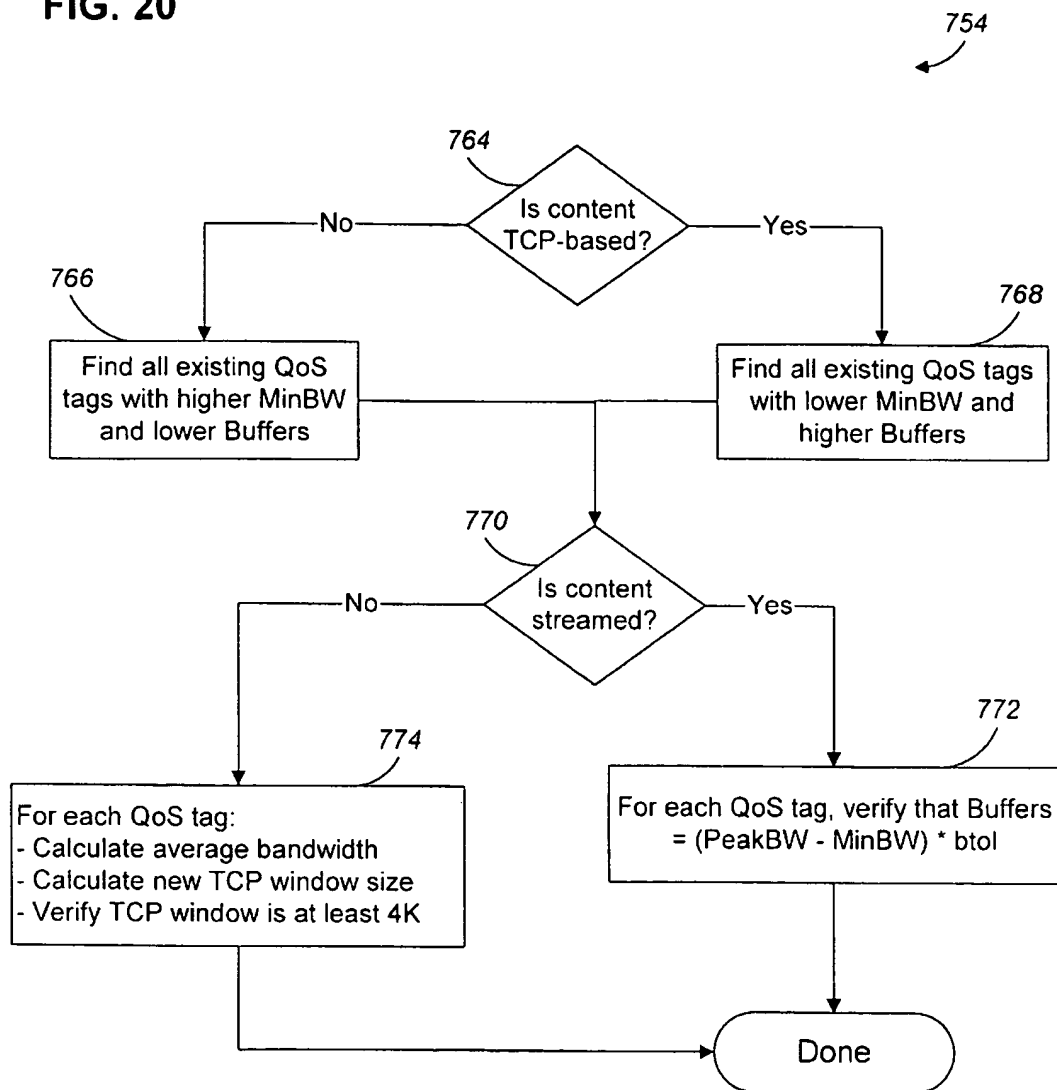 FIG. 20
754
764
Is content
TCP-based?
No
Yes
766
768
Find all existing QoS
tags with higher MinBW
and lower Buffers
Find all existing QoS tags
with lower MinBW and
higher Buffers
770
Is content
streamed?
No
Yes
774
772
For each QoS tag:
- Calculate average bandwidth
- Calculate new TCP window size
- Verify TCP window is at least 4K
For each QoS tag, verify that Buffers
= (PeakBW - MinBW) * btol
Done